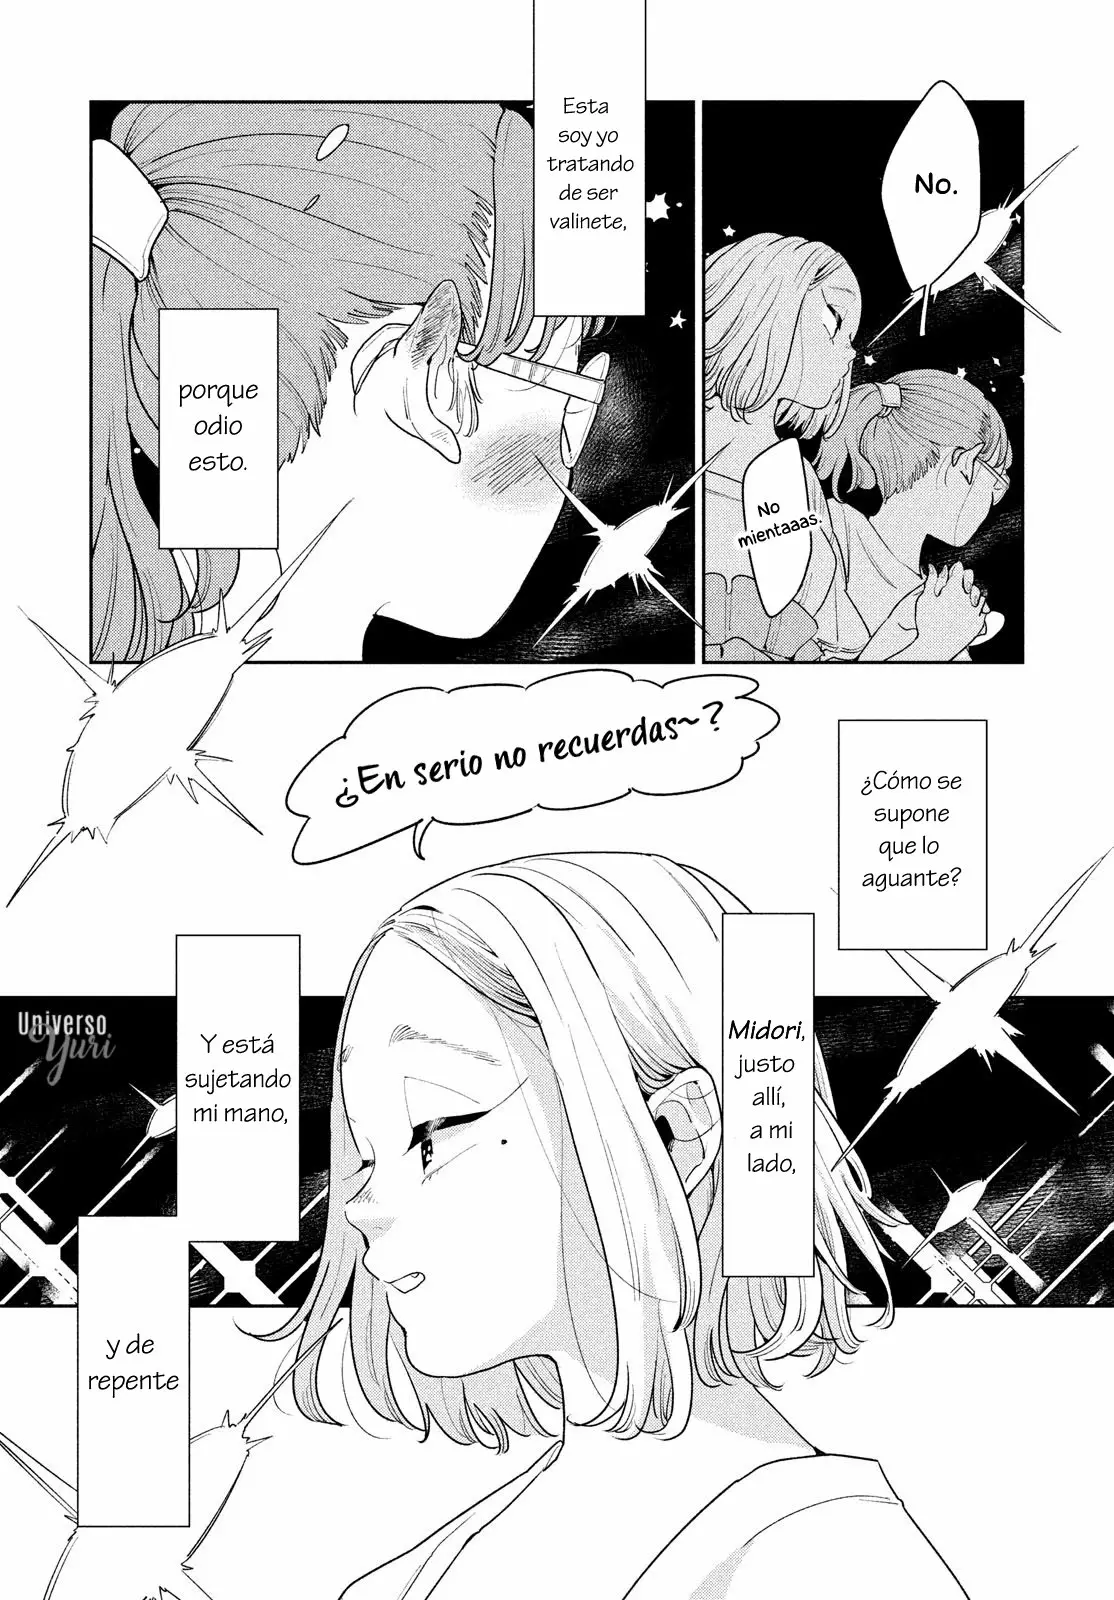 No.
No
mientaaas.
Esta
soy yo
tratando
de ser
valinete,
porque
odio
esto.
¿En serio no recuerdas~?
¿Cómo se
supone
que lo
aguante?
Midori,
justo
allí,
a mi
lado,
Y está
sujetando
mi mano,
y de
repente
Universo
Yuri